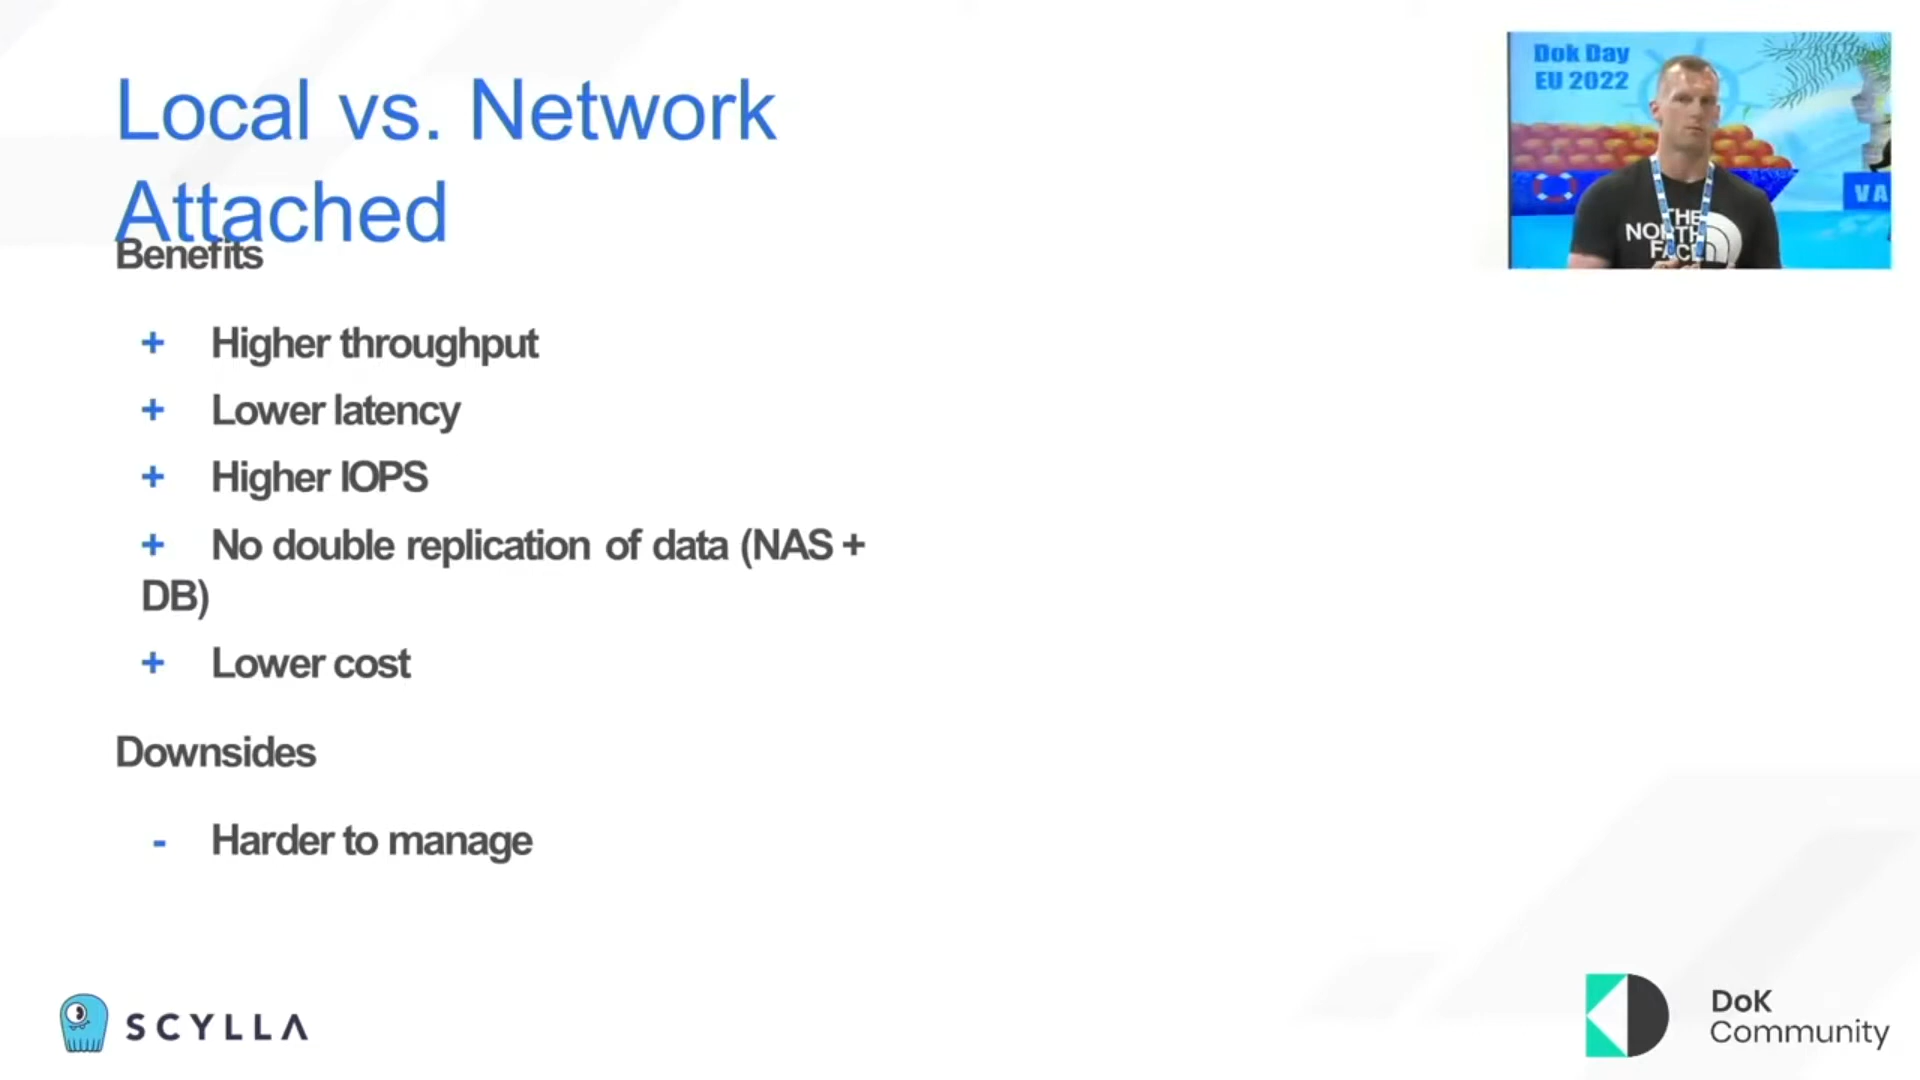 Local vs. Network
Attached
Benefits
+ Higher throughput
+ Lower latency
+ Higher IOPS
+ No double replication of data (NAS +
DB)
+ Lower cost
Downsides
- Harder to manage
Dok Day
EU 2022
VA
THE
NORTH
FACE
SCYLLA
DoK
Community